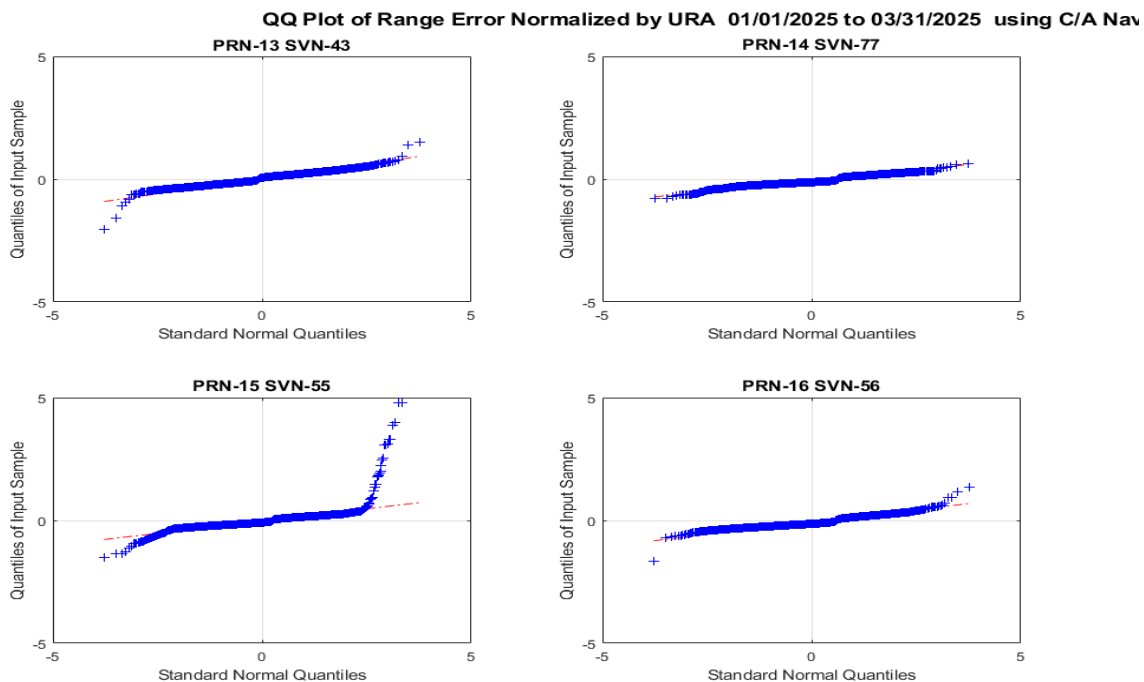 QQ Plot of Range Error Normalized by URA 01/01/2025 to 03/31/2025 using C/A Nav
PRN-13 SVN-43
PRN-14 SVN-77
5
0
-5
Quantiles of Input Sample
-5 0 5
Standard Normal Quantiles
5
0
-5
Quantiles of Input Sample
-5 0 5
Standard Normal Quantiles
PRN-15 SVN-55
PRN-16 SVN-56
5
0
-5
Quantiles of Input Sample
-5 0 5
Standard Normal Quantiles
5
0
-5
Quantiles of Input Sample
-5 0 5
Standard Normal Quantiles